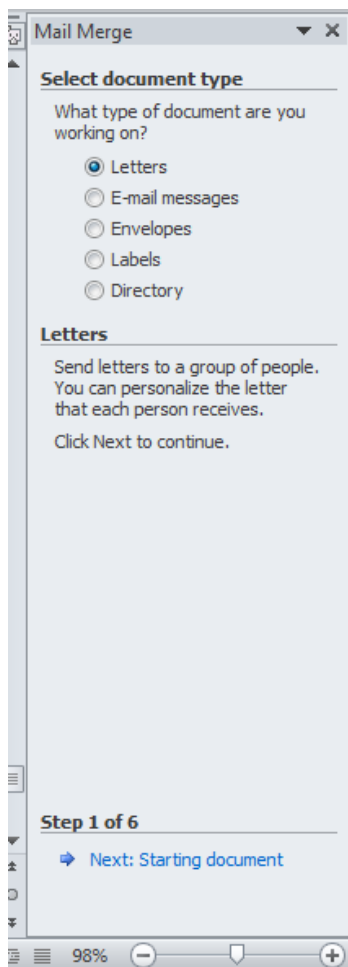 Mail Merge
Select document type
What type of document are you
working on?
Letters
E-mail messages
Envelopes
Labels
Directory
Letters
Send letters to a group of people.
You can personalize the letter
that each person receives.
Click Next to continue.
Step 1 of 6
Next: Starting document
98%